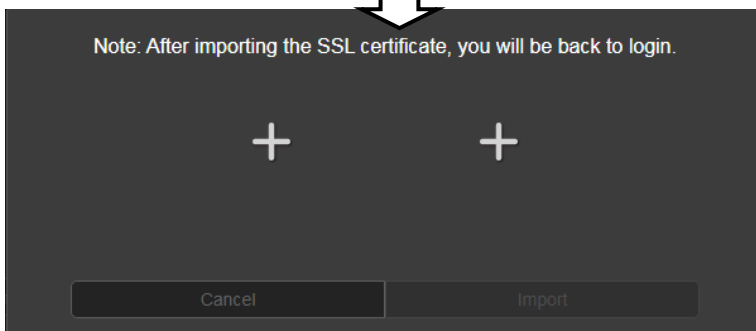 Note: After importing the SSL certificate, you will be back to login.
Cancel
Import